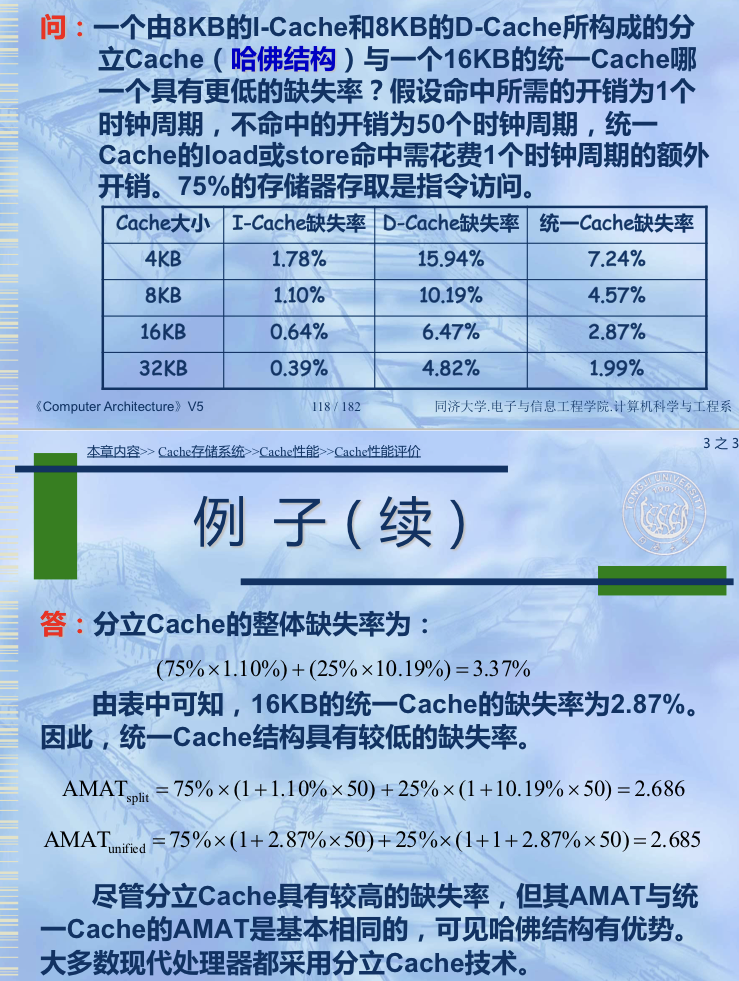 问：一个由8KB的I-Cache和8KB的D-Cache所构成的分
立Cache（哈佛结构）与一个16KB的统一Cache哪
一个具有更低的缺失率？假设命中所需的开销为1个
时钟周期，不命中的开销为50个时钟周期，统一
Cache的load或store命中需花费1个时钟周期的额外
开销。75%的存储器存取是指令访问。
Cache大小 I-Cache缺失率 D-Cache缺失率 统一Cache缺失率
4KB 1.78% 15.94% 7.24%
8KB 1.10% 10.19% 4.57%
16KB 0.64% 6.47% 2.87%
32KB 0.39% 4.82% 1.99%
《Computer Architecture》V5 118 / 182 同济大学.电子与信息工程学院.计算机科学与工程系
3 之 3
本章内容>> Cache存储系统>>Cache性能>>Cache性能评价
例 子（续）
答：分立Cache的整体缺失率为：
(75%×1.10%)+(25%×10.19%)=3.37%
由表中可知，16KB的统一Cache的缺失率为2.87%。
因此，统一Cache结构具有较低的缺失率。
AMATsplit = 75%×(1+1.10%×50)+25%×(1+10.19%×50)=2.686
AMATunified = 75%×(1+2.87%×50)+25%×(1+1+2.87%×50)=2.685
尽管分立Cache具有较高的缺失率，但其AMAT与统
一Cache的AMAT是基本相同的，可见哈佛结构有优势。
大多数现代处理器都采用分立Cache技术。